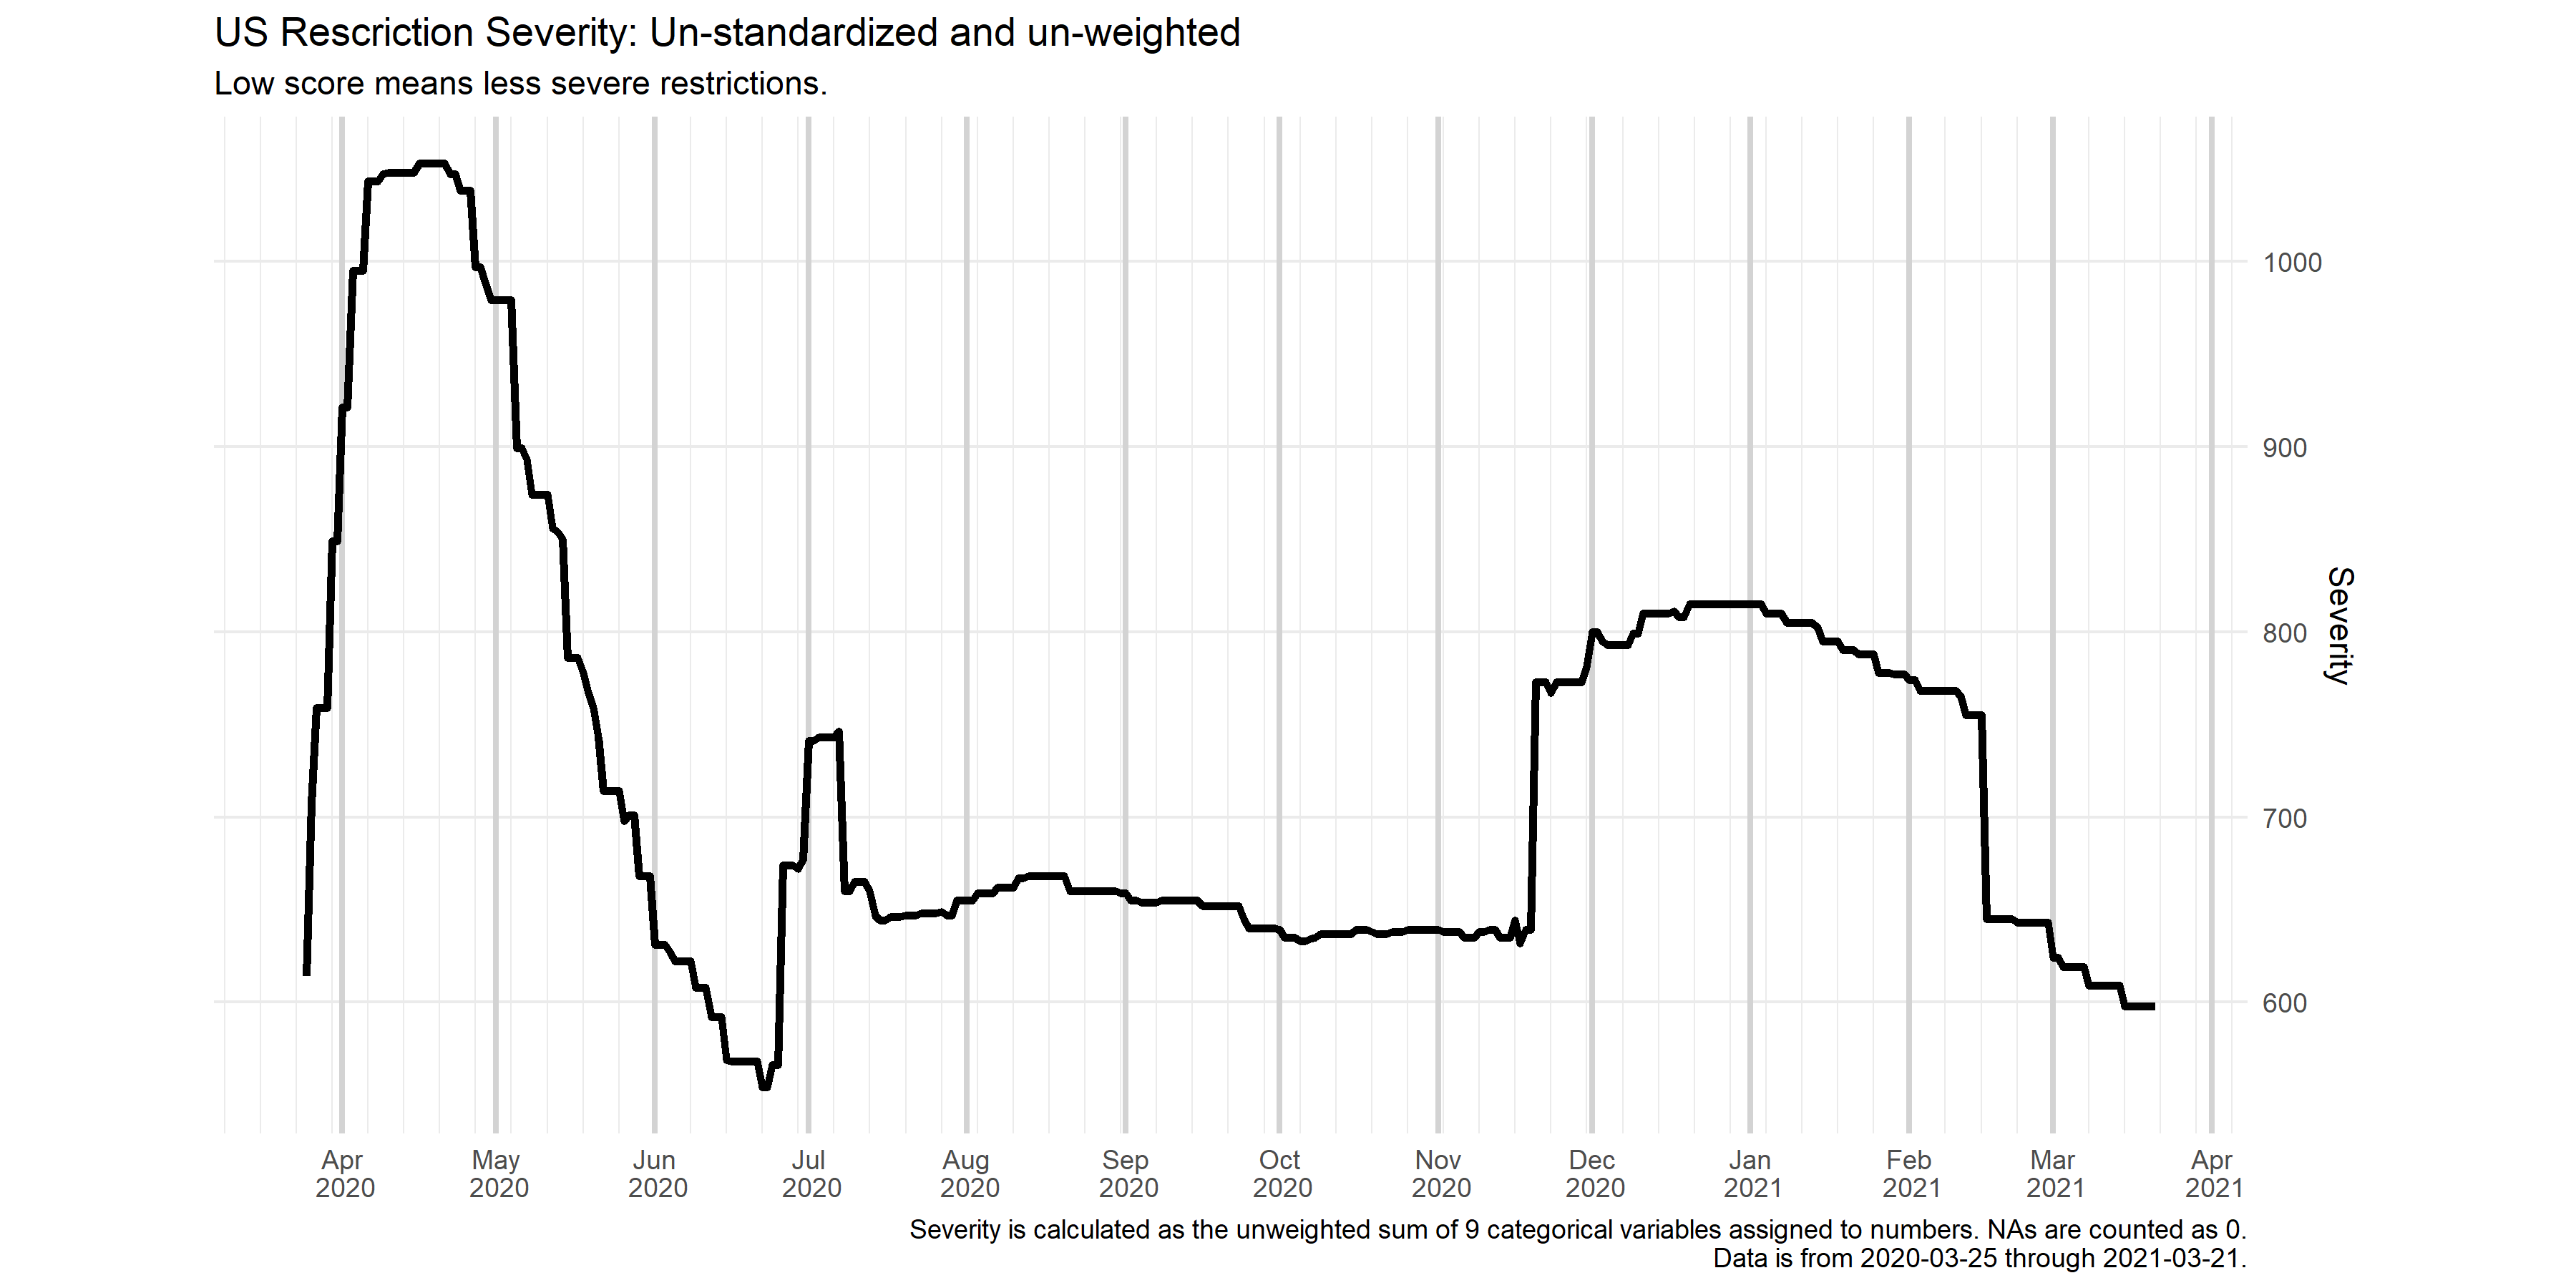 US Rescriction Severity: Un-standardized and un-weighted
Low score means less severe restrictions.
1000
900
800
700
600
Severity
Apr 2020
May 2020
Jun 2020
Jul 2020
Aug 2020
Sep 2020
Oct 2020
Nov 2020
Dec 2020
Jan 2021
Feb 2021
Mar 2021
Apr 2021
Severity is calculated as the unweighted sum of 9 categorical variables assigned to numbers. NAs are counted as 0.
Data is from 2020-03-25 through 2021-03-21.